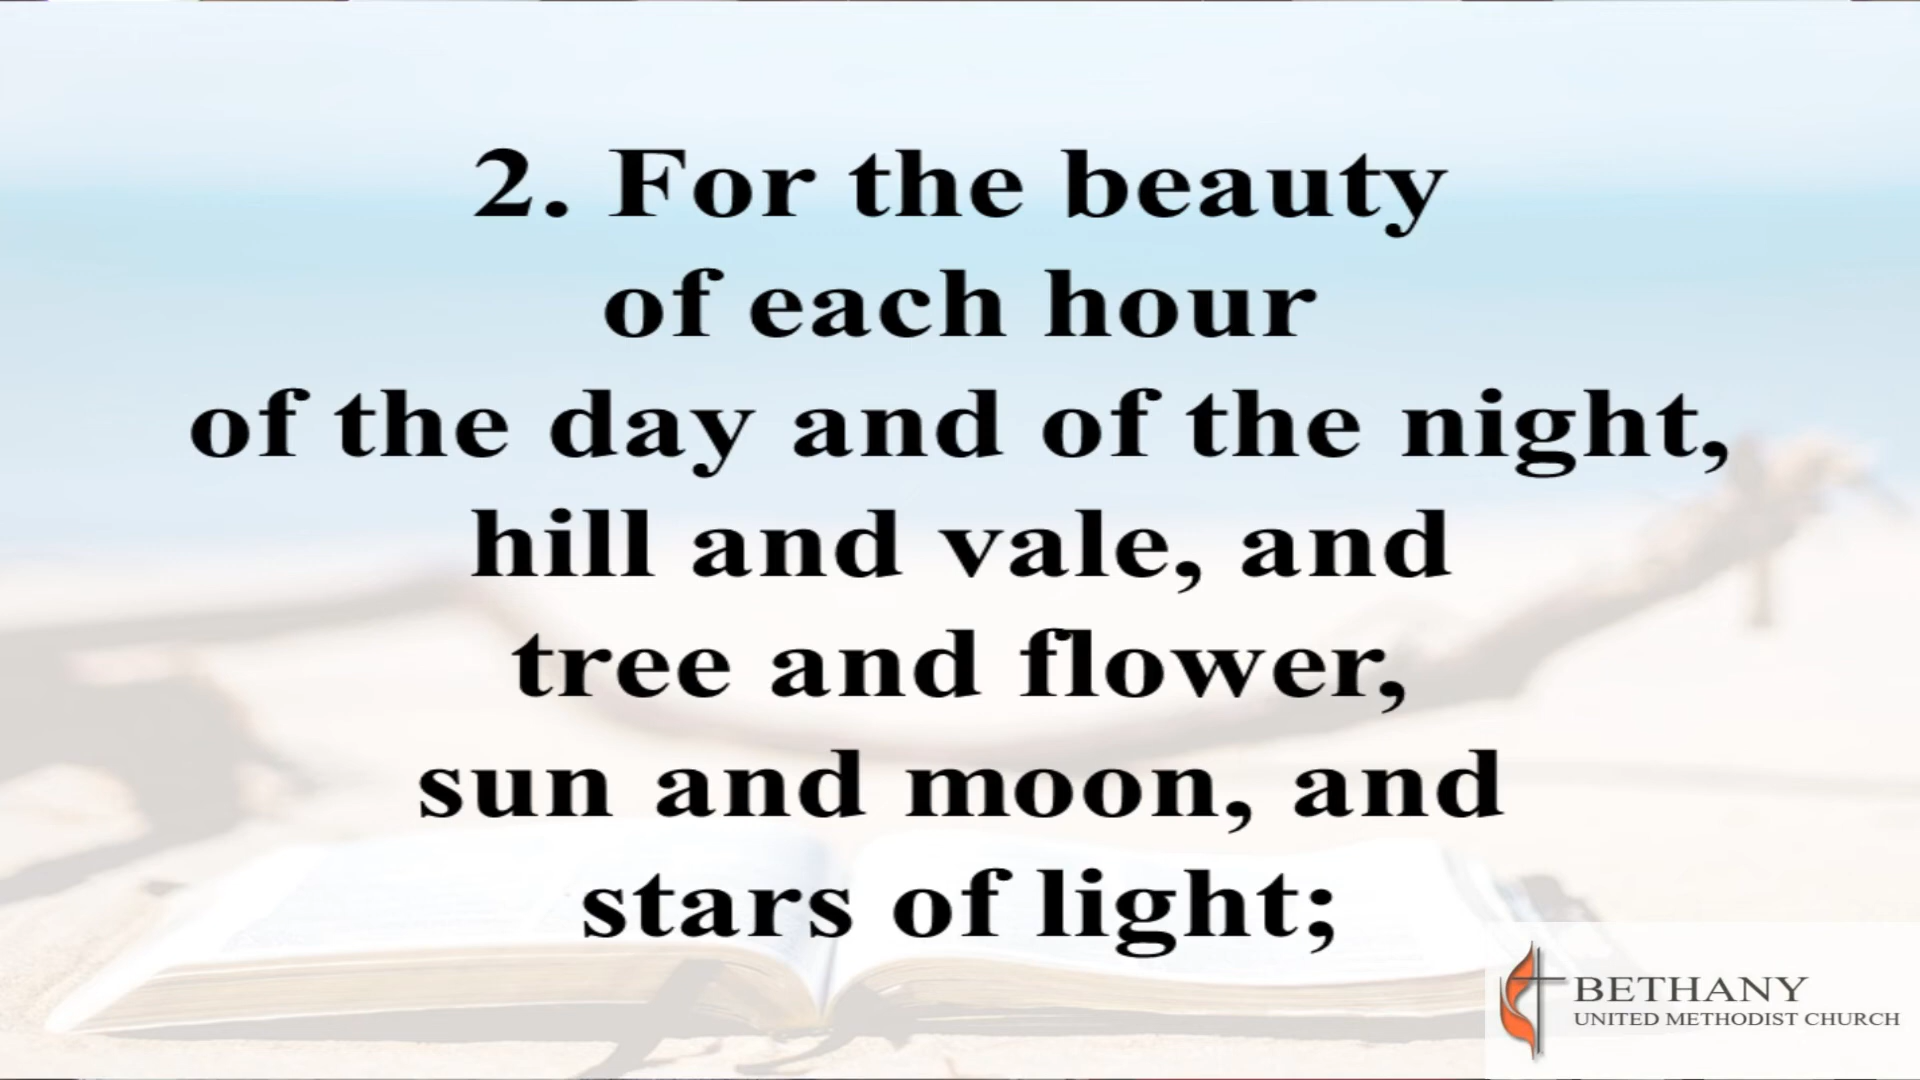 2. For the beauty
of each hour
of the day and of the night,
hill and vale, and
tree and flower,
sun and moon, and
stars of light;
BETHANY
UNITED METHODIST CHURCH